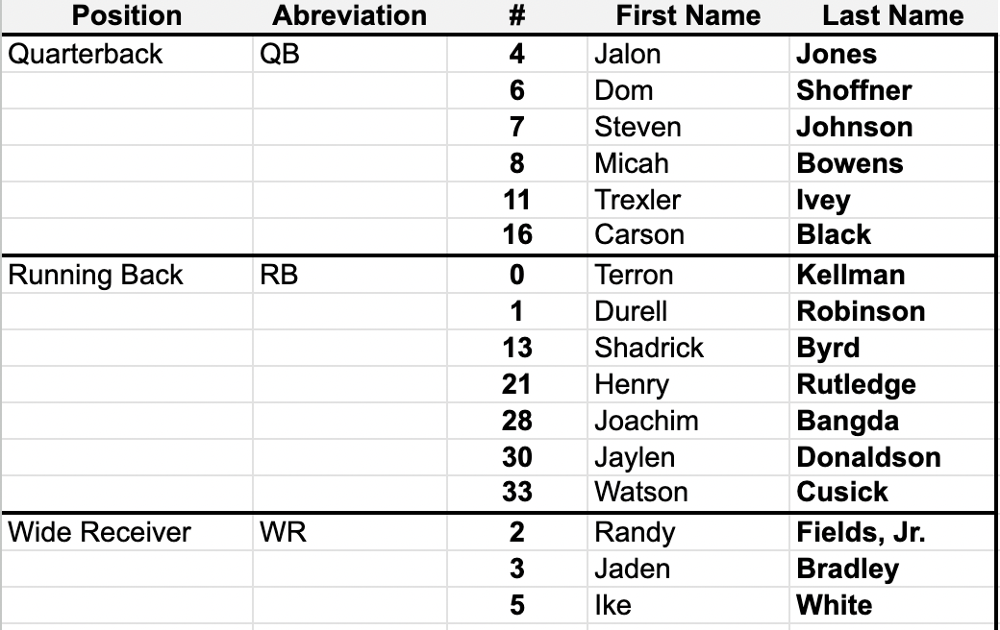 Position Abreviation # First Name Last Name
Quarterback QB 4 Jalon Jones
6 Dom Shoffner
7 Steven Johnson
8 Micah Bowens
11 Trexler Ivey
16 Carson Black
Running Back RB 0 Terron Kellman
1 Durell Robinson
13 Shadrick Byrd
21 Henry Rutledge
28 Joachim Bangda
30 Jaylen Donaldson
33 Watson Cusick
Wide Receiver WR 2 Randy Fields, Jr.
3 Jaden Bradley
5 Ike White